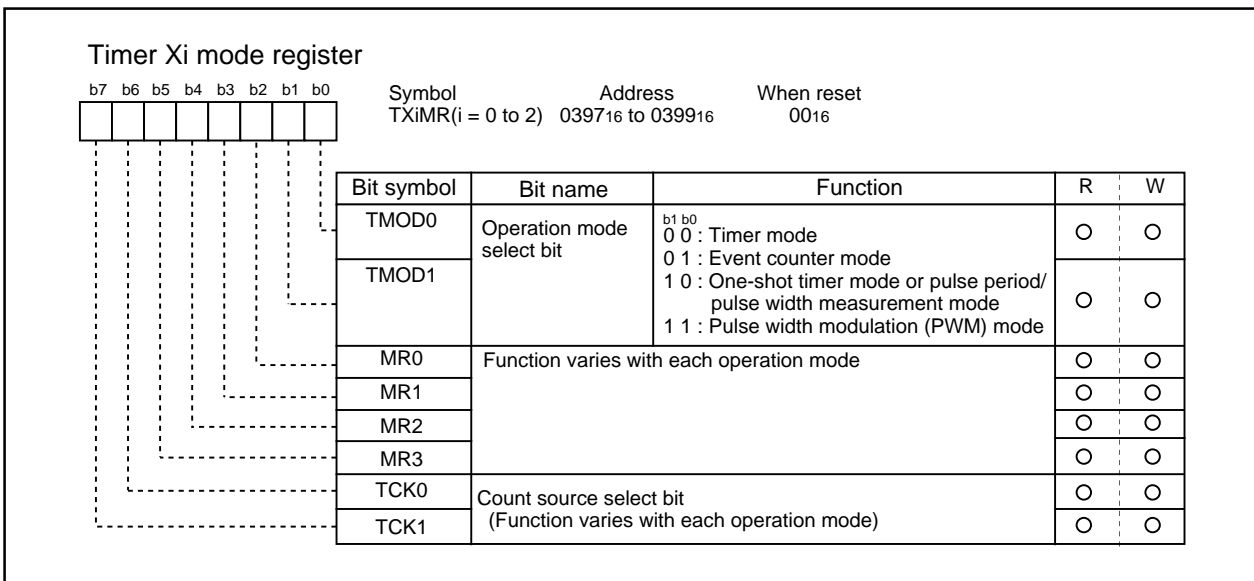 Timer Xi mode register
b7 b6 b5 b4 b3 b2 b1 b0
Symbol Address When reset
TXiMR(i = 0 to 2) 039716 to 039916 0016
Bit symbol Bit name Function R W
TMOD0 Operation mode select bit
b1 b0
0 0 : Timer mode
0 1 : Event counter mode
TMOD1
1 0 : One-shot timer mode or pulse period/
pulse width measurement mode
1 1 : Pulse width modulation (PWM) mode
MR0 Function varies with each operation mode
MR1
MR2
MR3
TCK0 Count source select bit
(Function varies with each operation mode)
TCK1